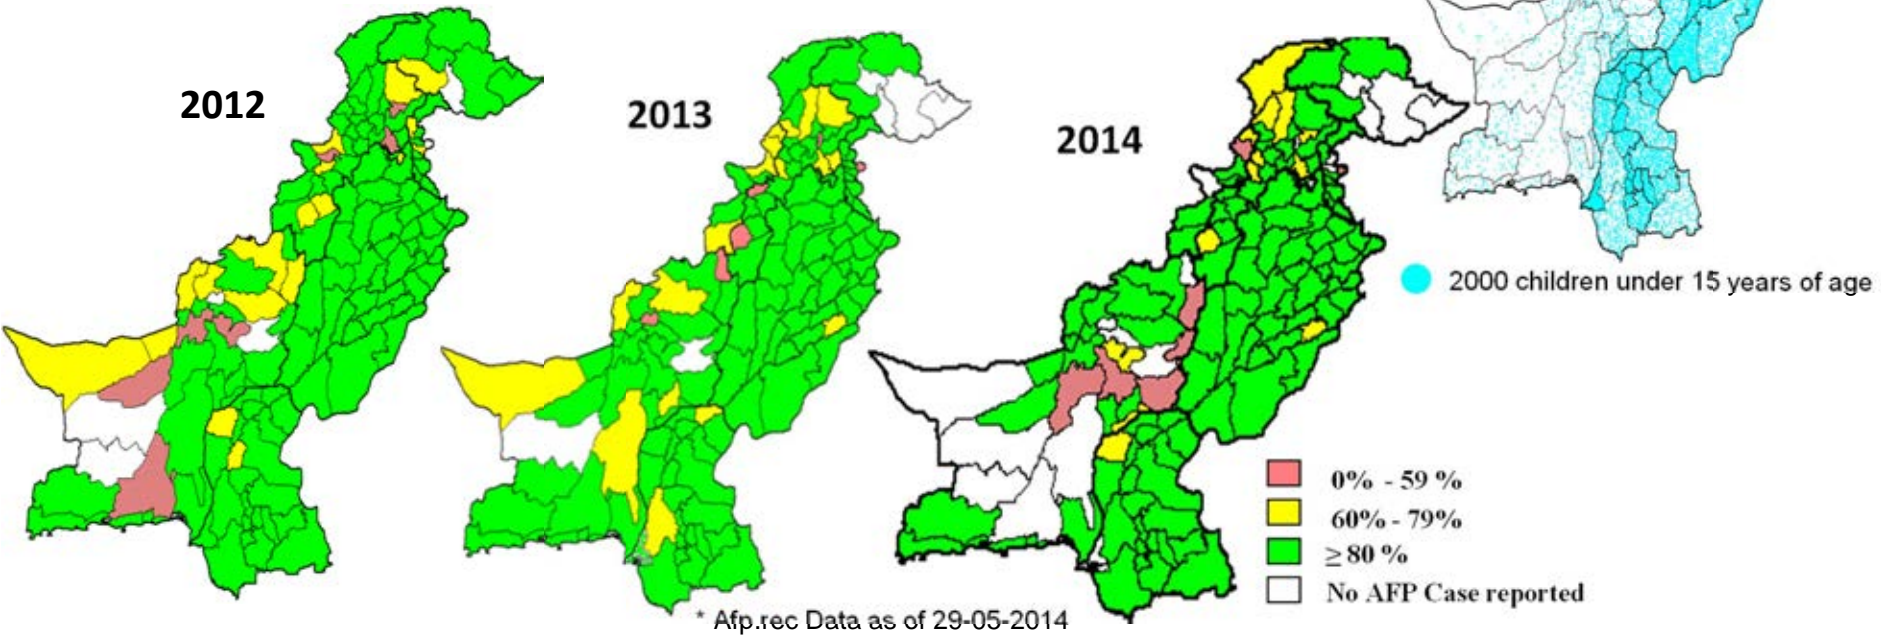 2012
2013
2014
2000 children under 15 years of age
0% - 59 %
60% - 79%
≥ 80 %
No AFP Case reported
* Afp.rec Data as of 29-05-2014